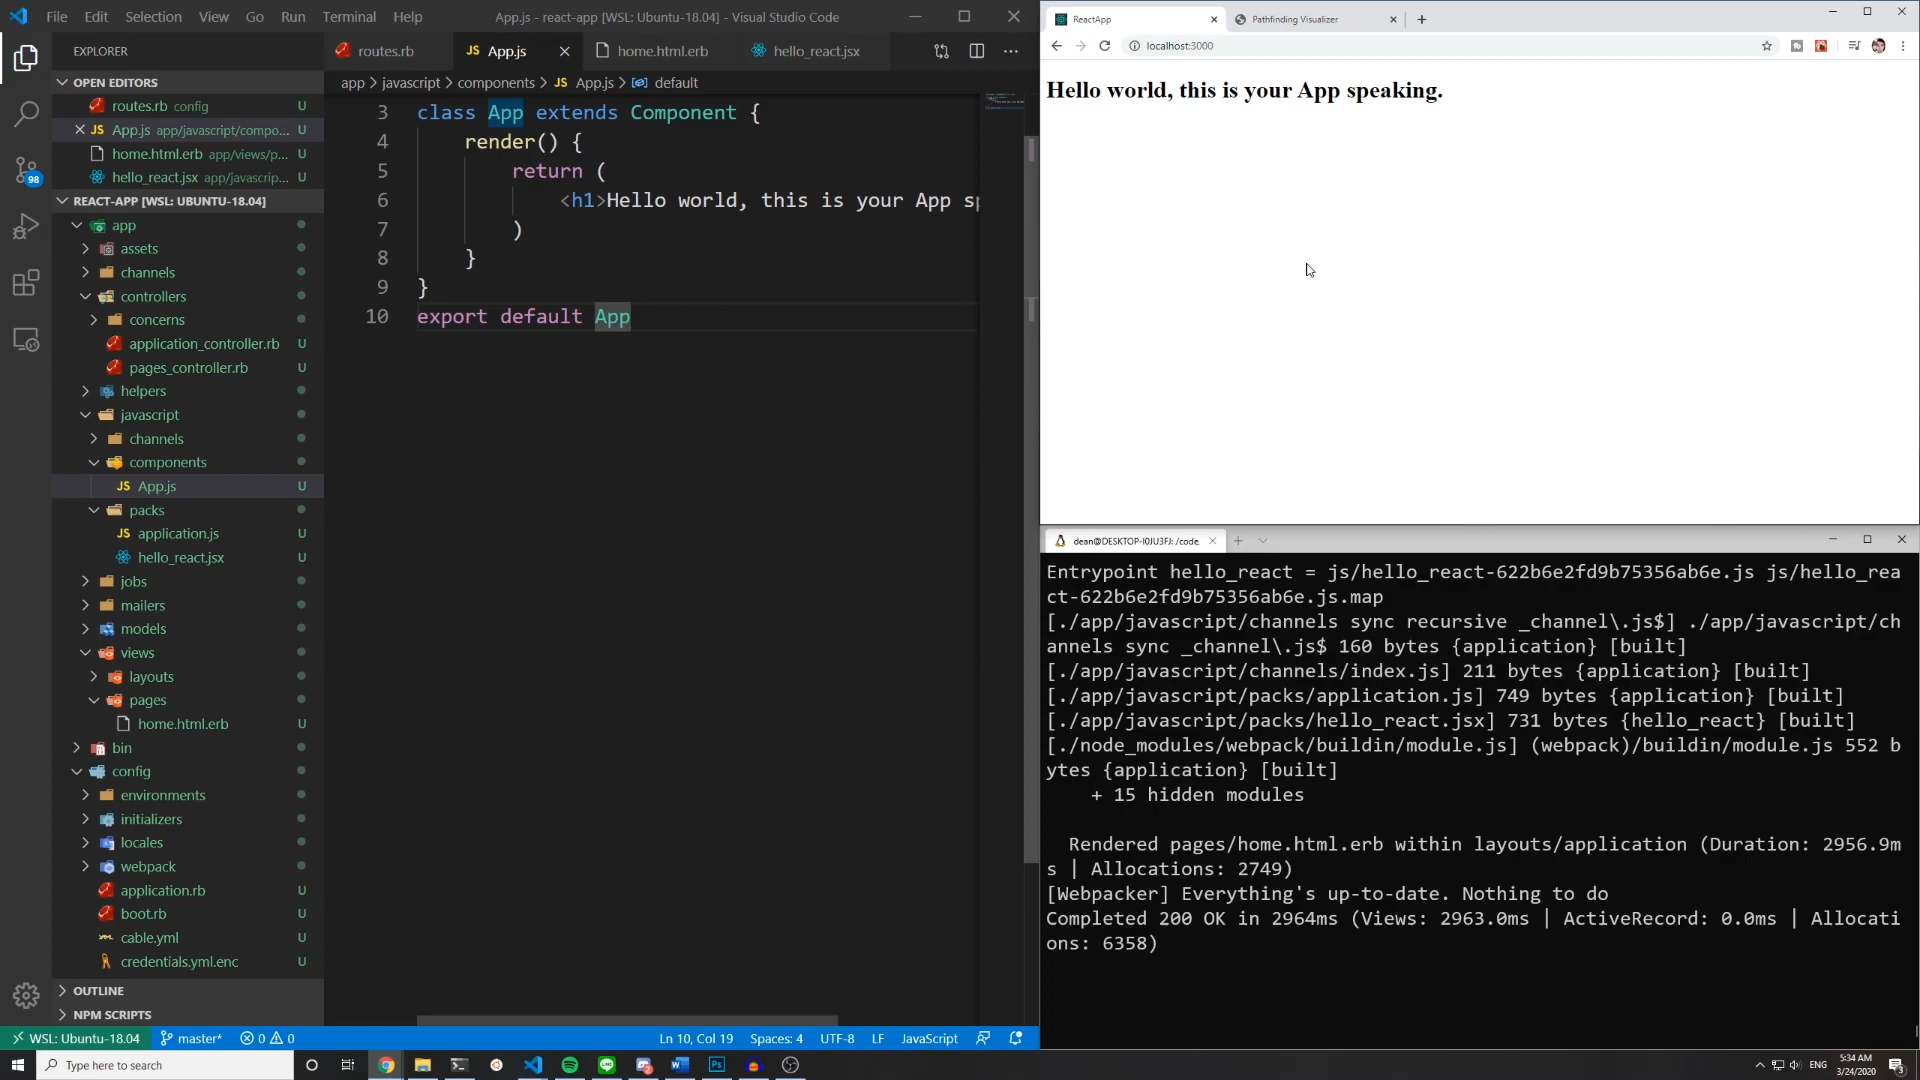 File Edit Selection View Go Run Terminal Help
App.js - react-app [WSL: Ubuntu-18.04] - Visual Studio Code
EXPLORER
OPEN EDITORS
routes.rb config U
JS App.js app/javascript/compo... U
home.html.erb app/views/p... U
hello_react.jsx app/javascrip... U
REACT-APP [WSL: UBUNTU-18.04]
app
assets
channels
controllers
concerns
application_controller.rb U
pages_controller.rb U
helpers
javascript
channels
components
JS App.js U
packs
JS application.js U
hello_react.jsx U
jobs
mailers
models
views
layouts
pages
home.html.erb U
bin
config
environments
initializers
locales
webpack
application.rb U
boot.rb U
cable.yml U
credentials.yml.enc U
OUTLINE
NPM SCRIPTS
98
routes.rb JS App.js home.html.erb hello_react.jsx
app > javascript > components > JS App.js > default
3 class App extends Component {
4 render() {
5 return (
6 <h1>Hello world, this is your App sp
7 )
8 }
9 }
10 export default App
WSL: Ubuntu-18.04 master* 0 0
Ln 10, Col 19 Spaces: 4 UTF-8 LF JavaScript
ReactApp Pathfinding Visualizer
localhost:3000
Hello world, this is your App speaking.
dean@DESKTOP-I0JU3FJ: /code,
Entrypoint hello_react = js/hello_react-622b6e2fd9b75356ab6e.js js/hello_rea
ct-622b6e2fd9b75356ab6e.js.map
[./app/javascript/channels sync recursive _channel\.js$] ./app/javascript/ch
annels sync _channel\.js$ 160 bytes {application} [built]
[./app/javascript/channels/index.js] 211 bytes {application} [built]
[./app/javascript/packs/application.js] 749 bytes {application} [built]
[./app/javascript/packs/hello_react.jsx] 731 bytes {hello_react} [built]
[./node_modules/webpack/buildin/module.js] (webpack)/buildin/module.js 552 b
ytes {application} [built]
+ 15 hidden modules
Rendered pages/home.html.erb within layouts/application (Duration: 2956.9m
s | Allocations: 2749)
[Webpacker] Everything's up-to-date. Nothing to do
Completed 200 OK in 2964ms (Views: 2963.0ms | ActiveRecord: 0.0ms | Allocati
ons: 6358)
Type here to search
ENG
5:34 AM
3/24/2020